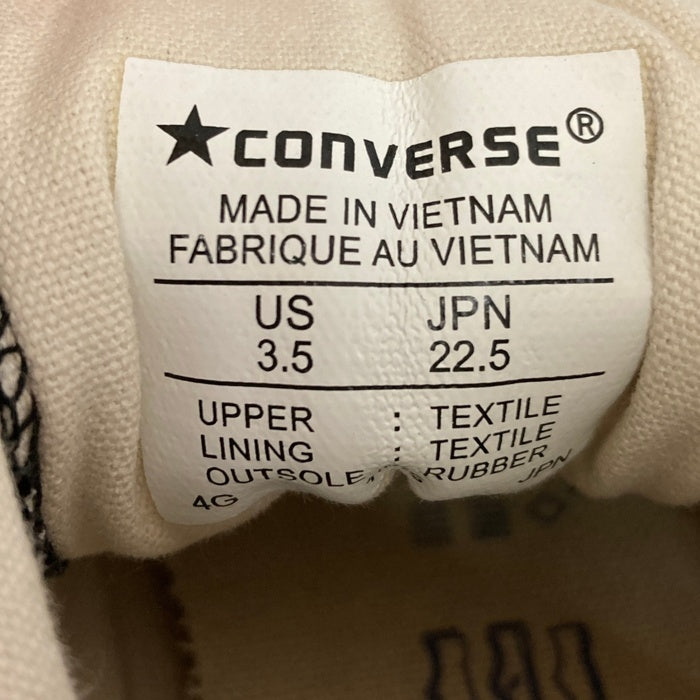 ★CONVERSE®
MADE IN VIETNAM
FABRIQUE AU VIETNAM
US JPN
3.5 22.5
UPPER : TEXTILE
LINING : TEXTILE
OUTSOLE RUBBER
4G JPN